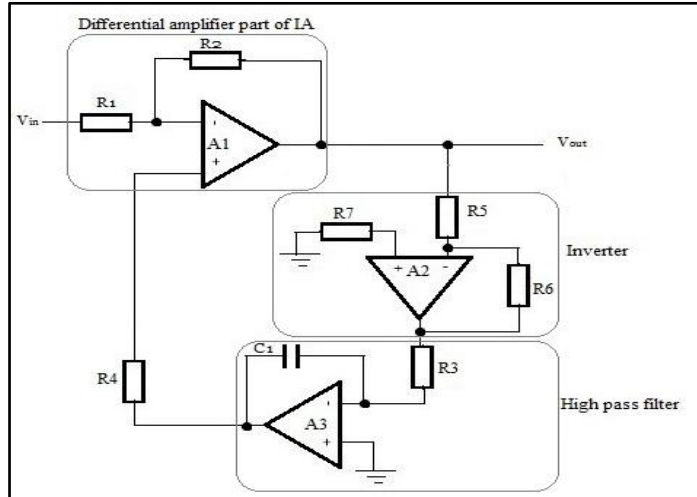 Differential amplifier part of IA
R2
R1
Vin
-
A1
+
Vout
R7
R5
+ A2 -
Inverter
R6
C1
R3
R4
-
A3
+
High pass filter